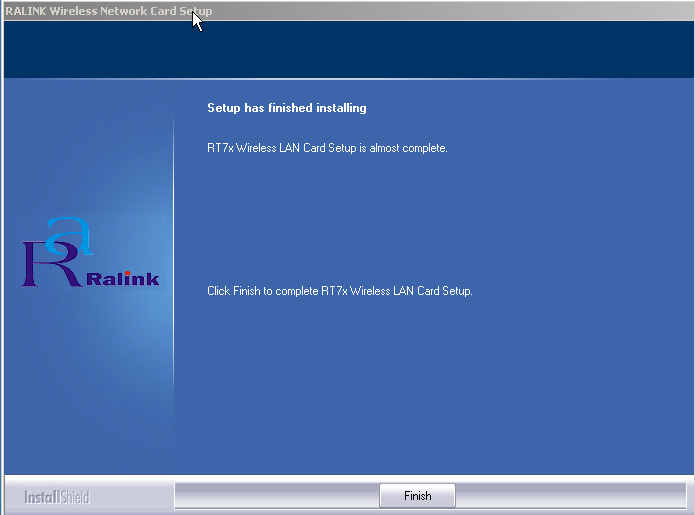 RALINK Wireless Network Card Setup
Setup has finished installing
RT7x Wireless LAN Card Setup is almost complete.
Ra
Ralink
Click Finish to complete RT7x Wireless LAN Card Setup.
InstallShield
Finish